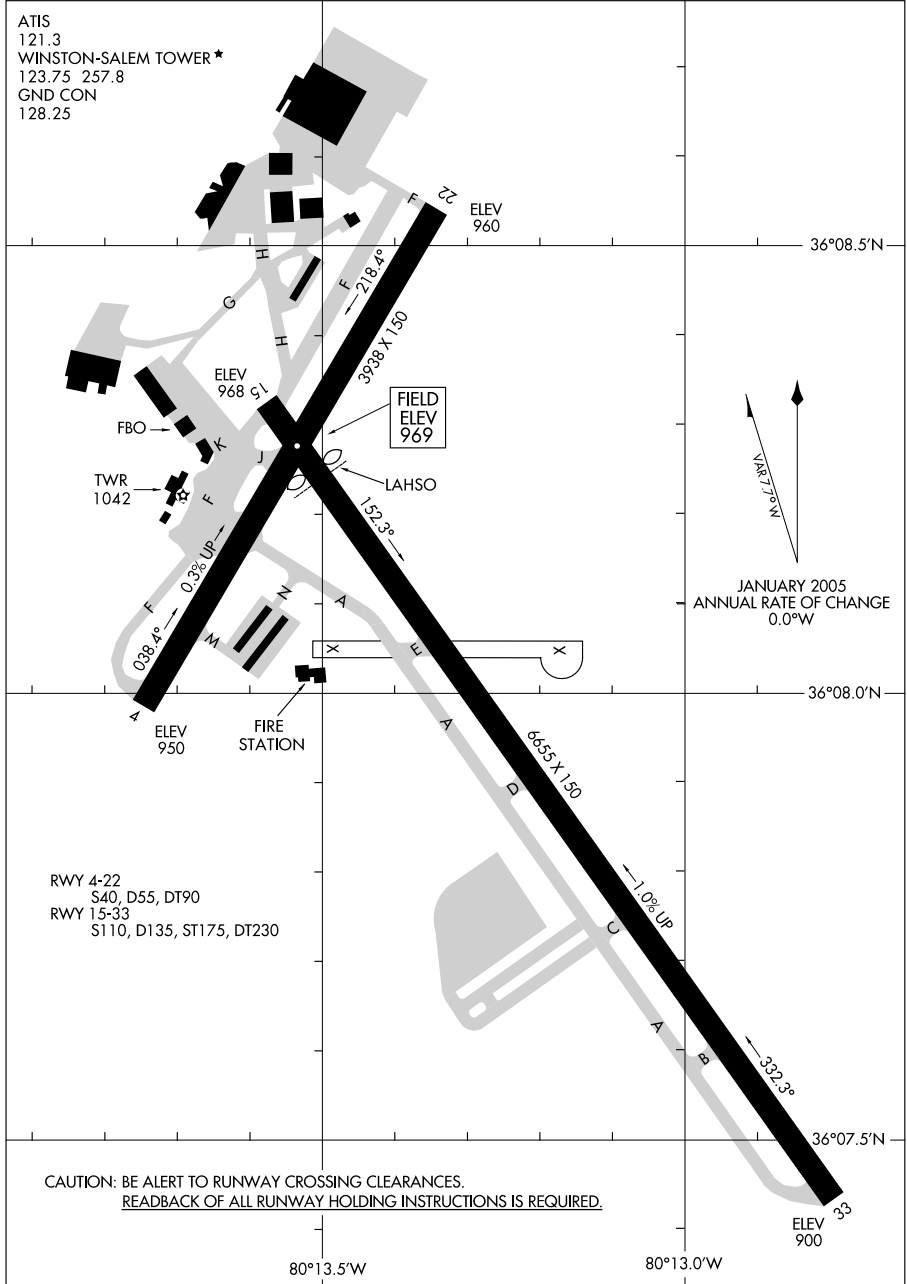 ATIS
121.3
WINSTON-SALEM TOWER ★
123.75 257.8
GND CON
128.25
F
22
ELEV
960
36°08.5'N
H
218.4°
F
G
3938 X 150
H
ELEV
968
15
FIELD
ELEV
969
FBO
K
J
LAHSO
TWR
1042
F
152.3°
VAR 7.7° W
0.3% UP
JANUARY 2005
ANNUAL RATE OF CHANGE
0.0°W
N
A
F
M
038.4°
X
E
X
36°08.0'N
4
ELEV
950
FIRE
STATION
A
6655 X 150
D
RWY 4-22
S40, D55, DT90
RWY 15-33
S110, D135, ST175, DT230
1.0% UP
C
A
B
332.3°
36°07.5'N
CAUTION: BE ALERT TO RUNWAY CROSSING CLEARANCES.
READBACK OF ALL RUNWAY HOLDING INSTRUCTIONS IS REQUIRED.
33
ELEV
900
80°13.5'W
80°13.0'W